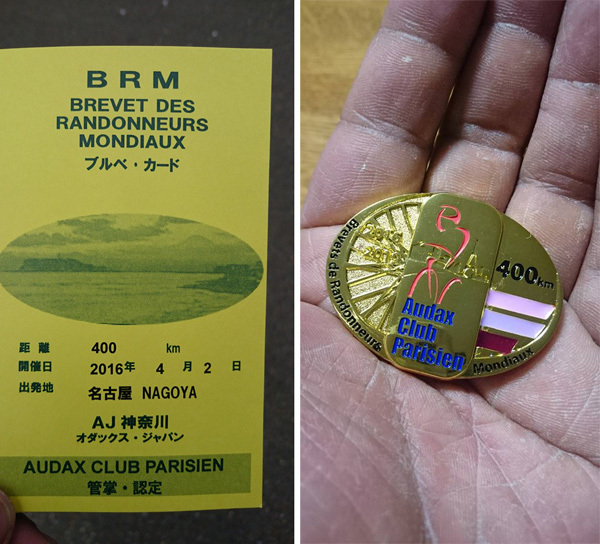 BRM
BREVET DES
RANDONNEURS
MONDIAUX
ブルベ・カード
距離 400 km
開催日 2016年 4 月 2 日
出発地 名古屋 NAGOYA
AJ 神奈川
オダックス・ジャパン
AUDAX CLUB PARISIEN
管掌・認定
Brevets de Randonneurs
Mondiaux
400km
Audax
Club
Parisien